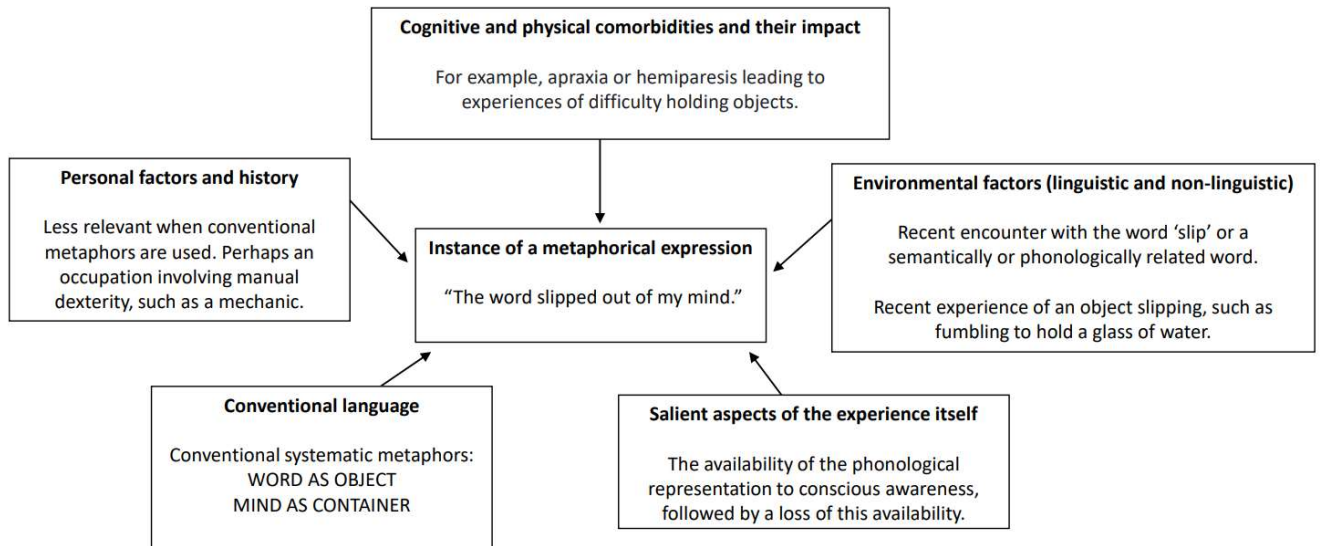 Cognitive and physical comorbidities and their impact
For example, apraxia or hemiparesis leading to
experiences of difficulty holding objects.
Personal factors and history
Less relevant when conventional
metaphors are used. Perhaps an
occupation involving manual
dexterity, such as a mechanic.
Instance of a metaphorical expression
“The word slipped out of my mind.”
Environmental factors (linguistic and non-linguistic)
Recent encounter with the word ‘slip’ or a
semantically or phonologically related word.
Recent experience of an object slipping, such as
fumbling to hold a glass of water.
Conventional language
Conventional systematic metaphors:
WORD AS OBJECT
MIND AS CONTAINER
Salient aspects of the experience itself
The availability of the phonological
representation to conscious awareness,
followed by a loss of this availability.